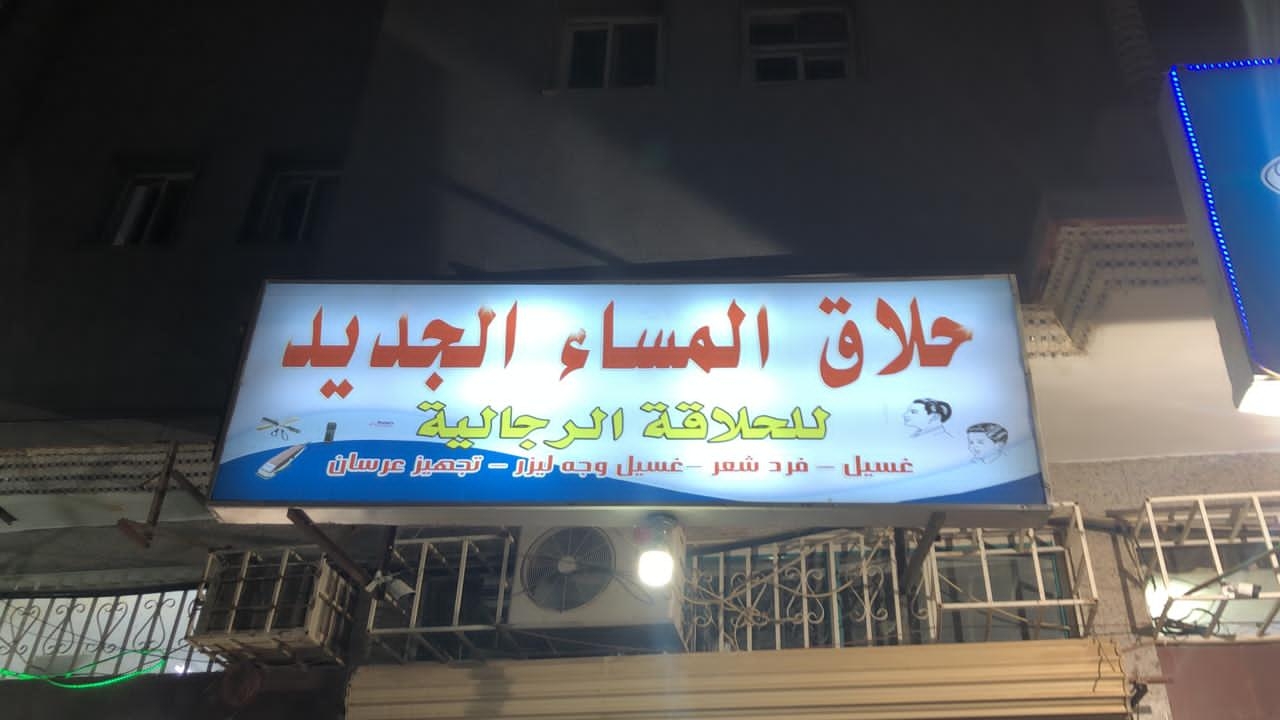 حلاق المساء الجديد
للحلاقة الرجالية
غسيل – فرد شعر – غسيل وجه ليزر – تجهيز عرسان